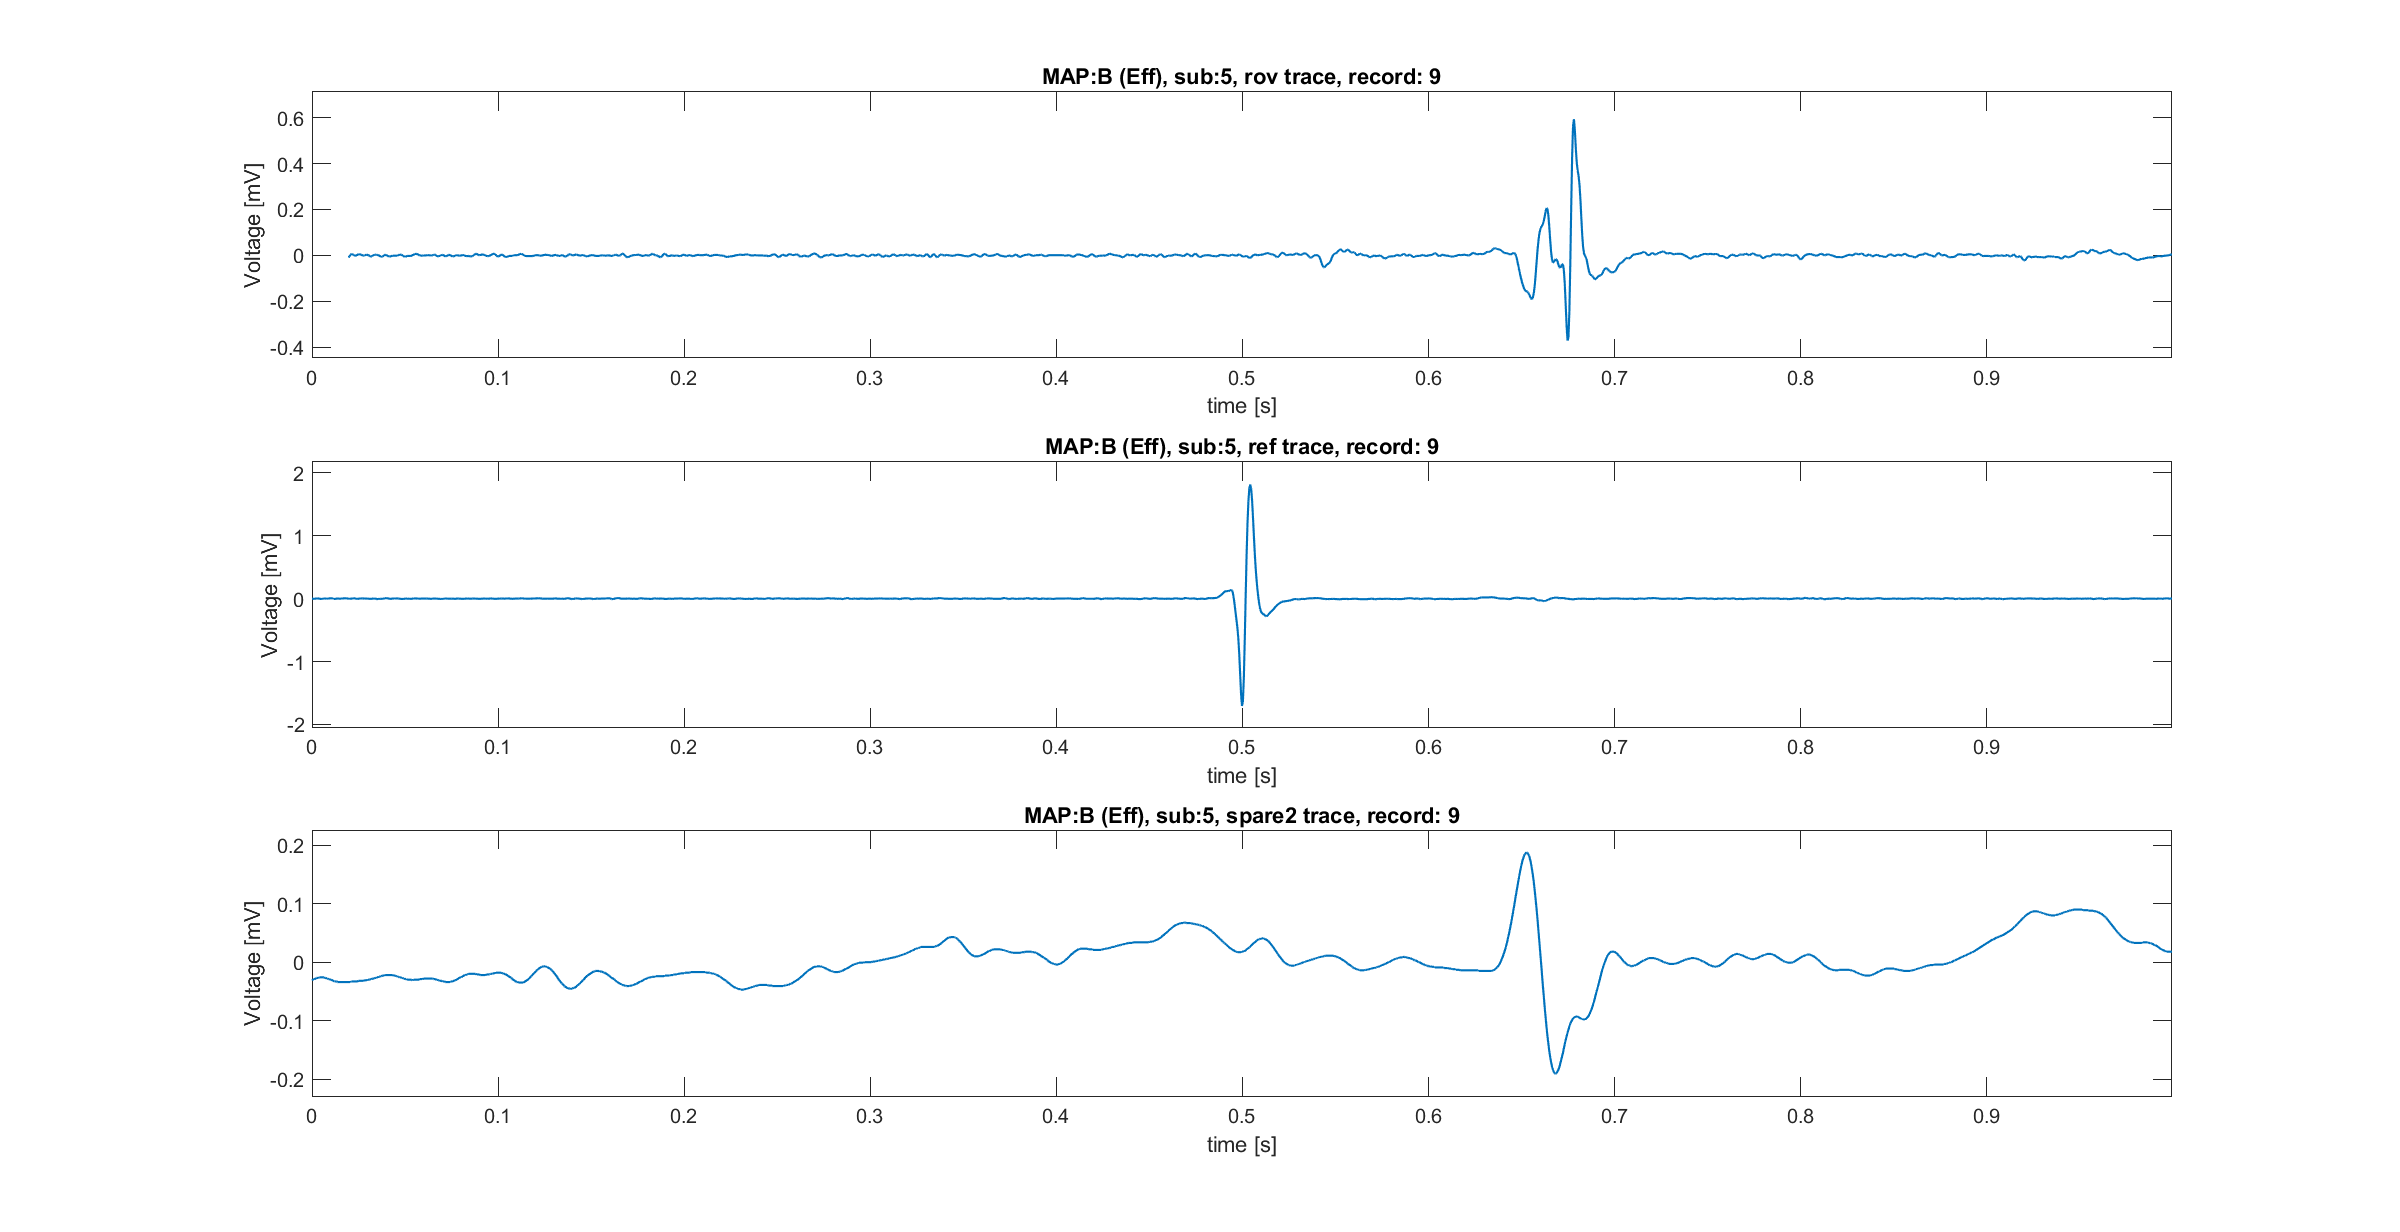 MAP:B (Eff), sub:5, rov trace, record: 9
Voltage [mV]
0.6
0.4
0.2
0
-0.2
-0.4
0 0.1 0.2 0.3 0.4 0.5 0.6 0.7 0.8 0.9
time [s]
MAP:B (Eff), sub:5, ref trace, record: 9
Voltage [mV]
2
1
0
-1
-2
0 0.1 0.2 0.3 0.4 0.5 0.6 0.7 0.8 0.9
time [s]
MAP:B (Eff), sub:5, spare2 trace, record: 9
Voltage [mV]
0.2
0.1
0
-0.1
-0.2
0 0.1 0.2 0.3 0.4 0.5 0.6 0.7 0.8 0.9
time [s]